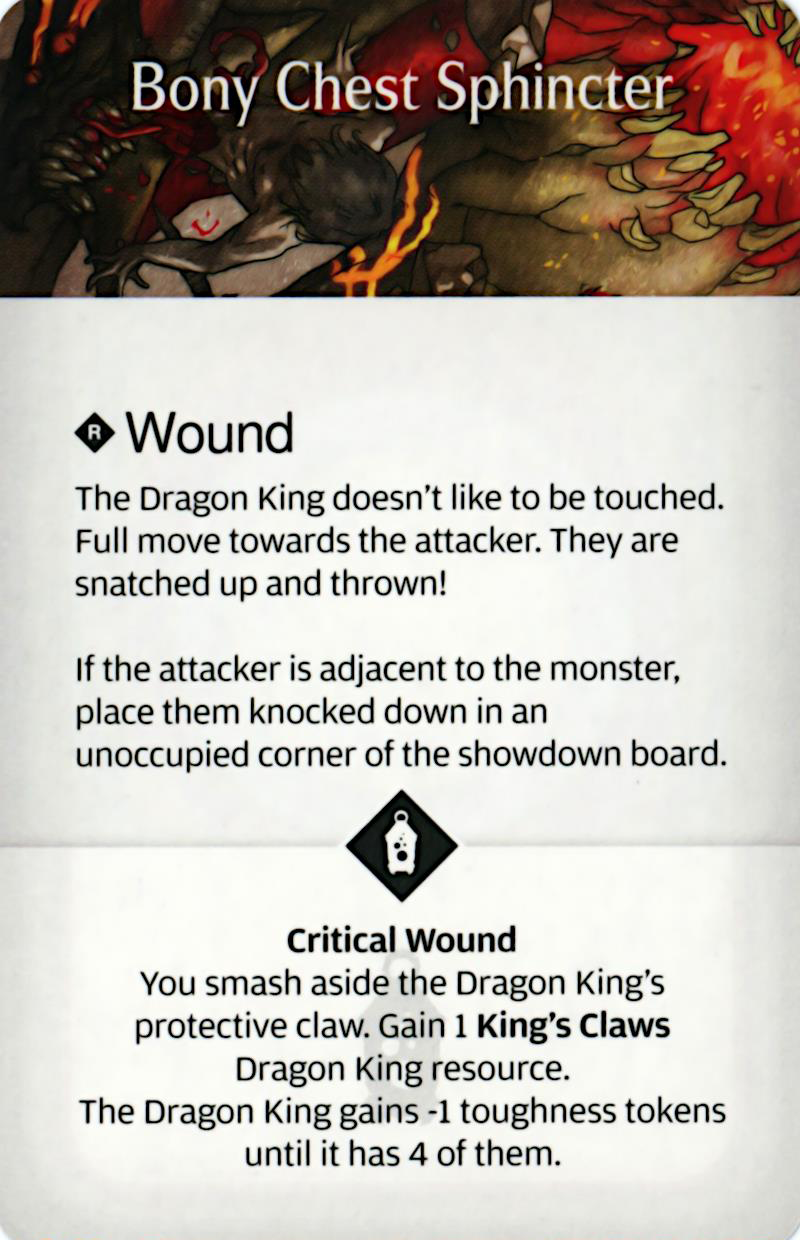 Bony Chest Sphincter
R Wound
The Dragon King doesn’t like to be touched.
Full move towards the attacker. They are
snatched up and thrown!
If the attacker is adjacent to the monster,
place them knocked down in an
unoccupied corner of the showdown board.
Critical Wound
You smash aside the Dragon King’s
protective claw. Gain 1 King’s Claws
Dragon King resource.
The Dragon King gains -1 toughness tokens
until it has 4 of them.